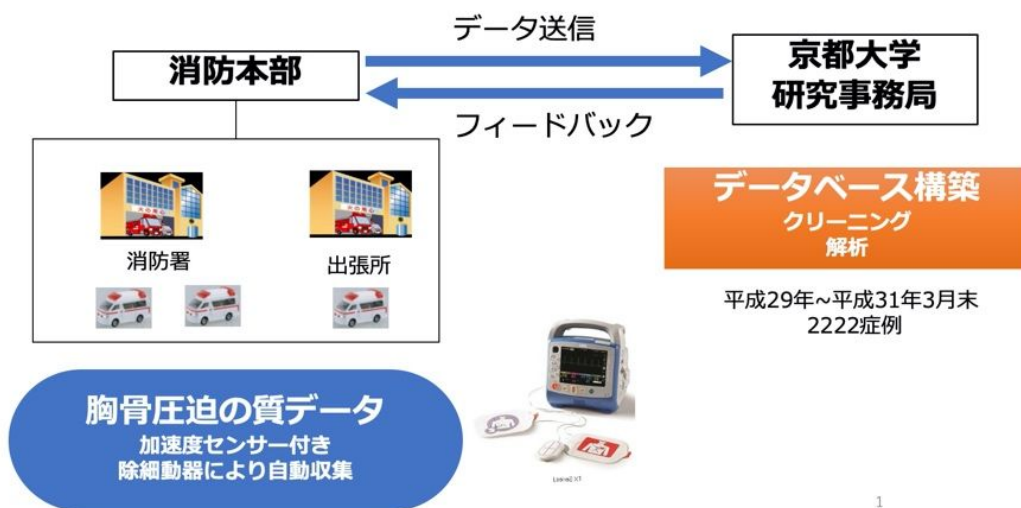 データ送信
消防本部
京都大学
研究事務局
フィードバック
消防署
出張所
データベース構築
クリーニング
解析
平成29年~平成31年3月末
2222症例
胸骨圧迫の質データ
加速度センサー付き
除細動器により自動収集
1